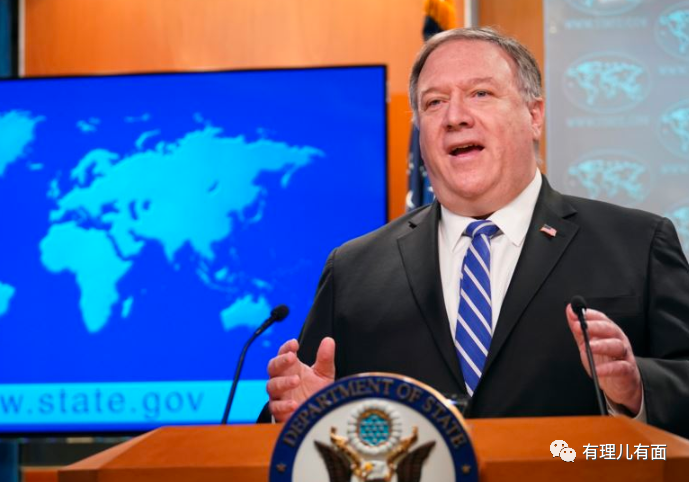 w.state.gov
DEPARTMENT OF STATE
有理儿有面